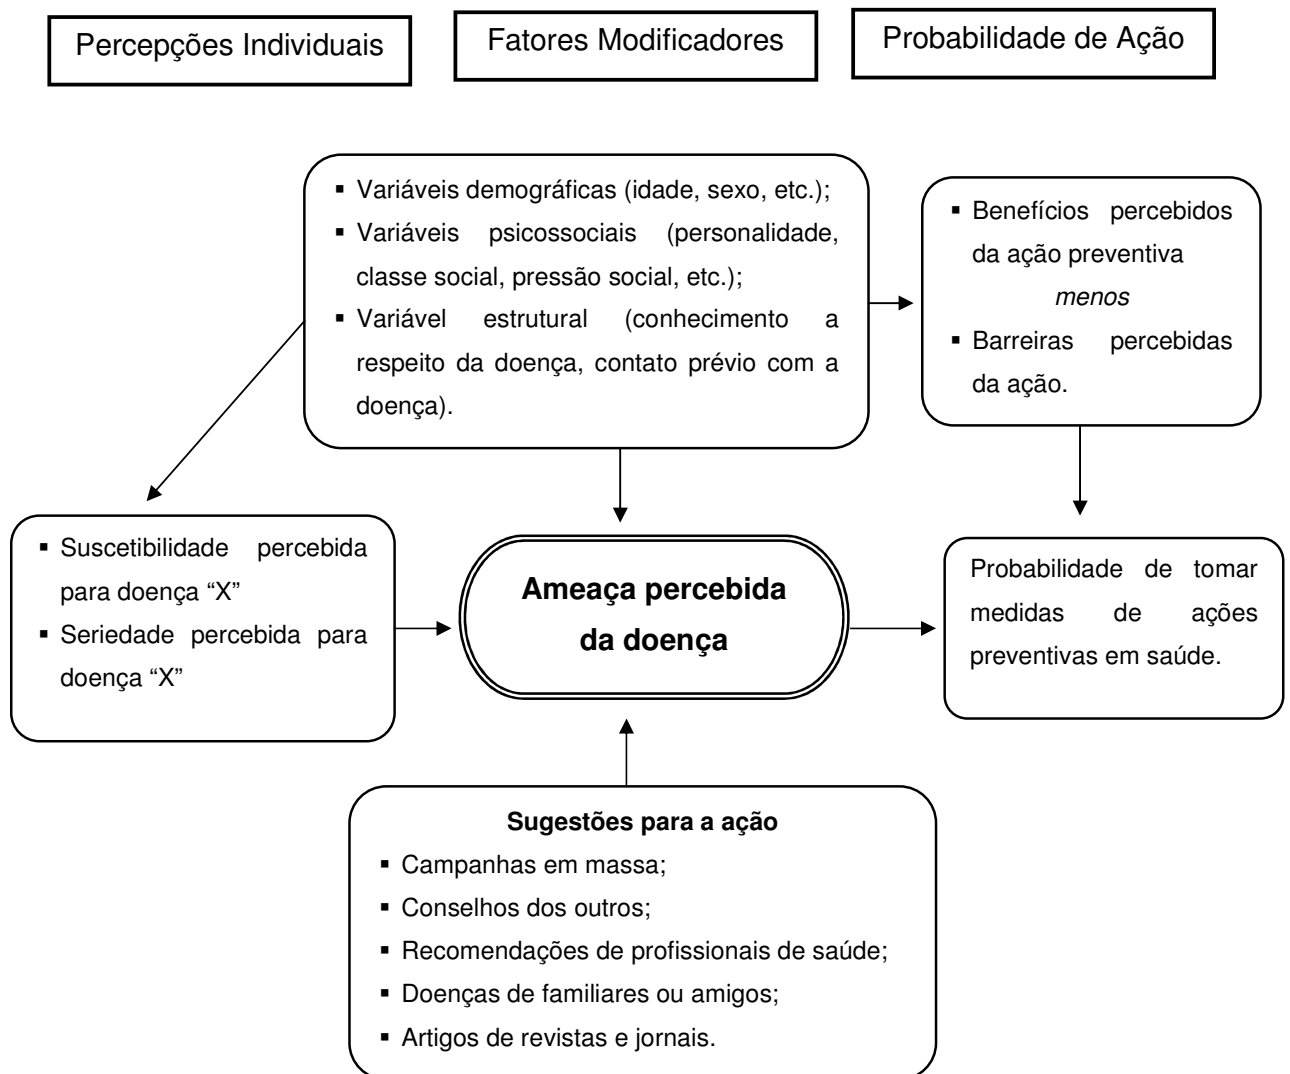 Percepções Individuais
Fatores Modificadores
Probabilidade de Ação
▪ Variáveis demográficas (idade, sexo, etc.);
▪ Variáveis psicossociais (personalidade,
classe social, pressão social, etc.);
▪ Variável estrutural (conhecimento a
respeito da doença, contato prévio com a
doença).
▪ Benefícios percebidos
da ação preventiva
menos
▪ Barreiras percebidas
da ação.
▪ Suscetibilidade percebida
para doença “X”
▪ Seriedade percebida para
doença “X”
Ameaça percebida
da doença
Probabilidade de tomar
medidas de ações
preventivas em saúde.
Sugestões para a ação
▪ Campanhas em massa;
▪ Conselhos dos outros;
▪ Recomendações de profissionais de saúde;
▪ Doenças de familiares ou amigos;
▪ Artigos de revistas e jornais.